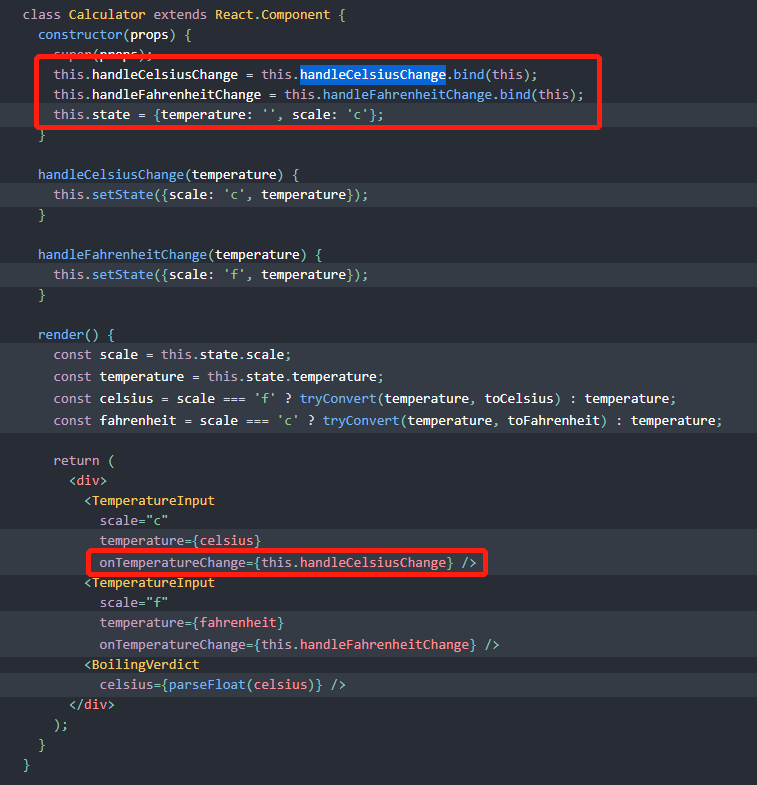 class Calculator extends React.Component {
constructor(props) {
super(props);
this.handleCelsiusChange = this.handleCelsiusChange.bind(this);
this.handleFahrenheitChange = this.handleFahrenheitChange.bind(this);
this.state = {temperature: '', scale: 'c'};
}
handleCelsiusChange(temperature) {
this.setState({scale: 'c', temperature});
}
handleFahrenheitChange(temperature) {
this.setState({scale: 'f', temperature});
}
render() {
const scale = this.state.scale;
const temperature = this.state.temperature;
const celsius = scale === 'f' ? tryConvert(temperature, toCelsius) : temperature;
const fahrenheit = scale === 'c' ? tryConvert(temperature, toFahrenheit) : temperature;
return (
<div>
<TemperatureInput
scale="c"
temperature={celsius}
onTemperatureChange={this.handleCelsiusChange} />
<TemperatureInput
scale="f"
temperature={fahrenheit}
onTemperatureChange={this.handleFahrenheitChange} />
<BoilingVerdict
celsius={parseFloat(celsius)} />
</div>
);
}
}